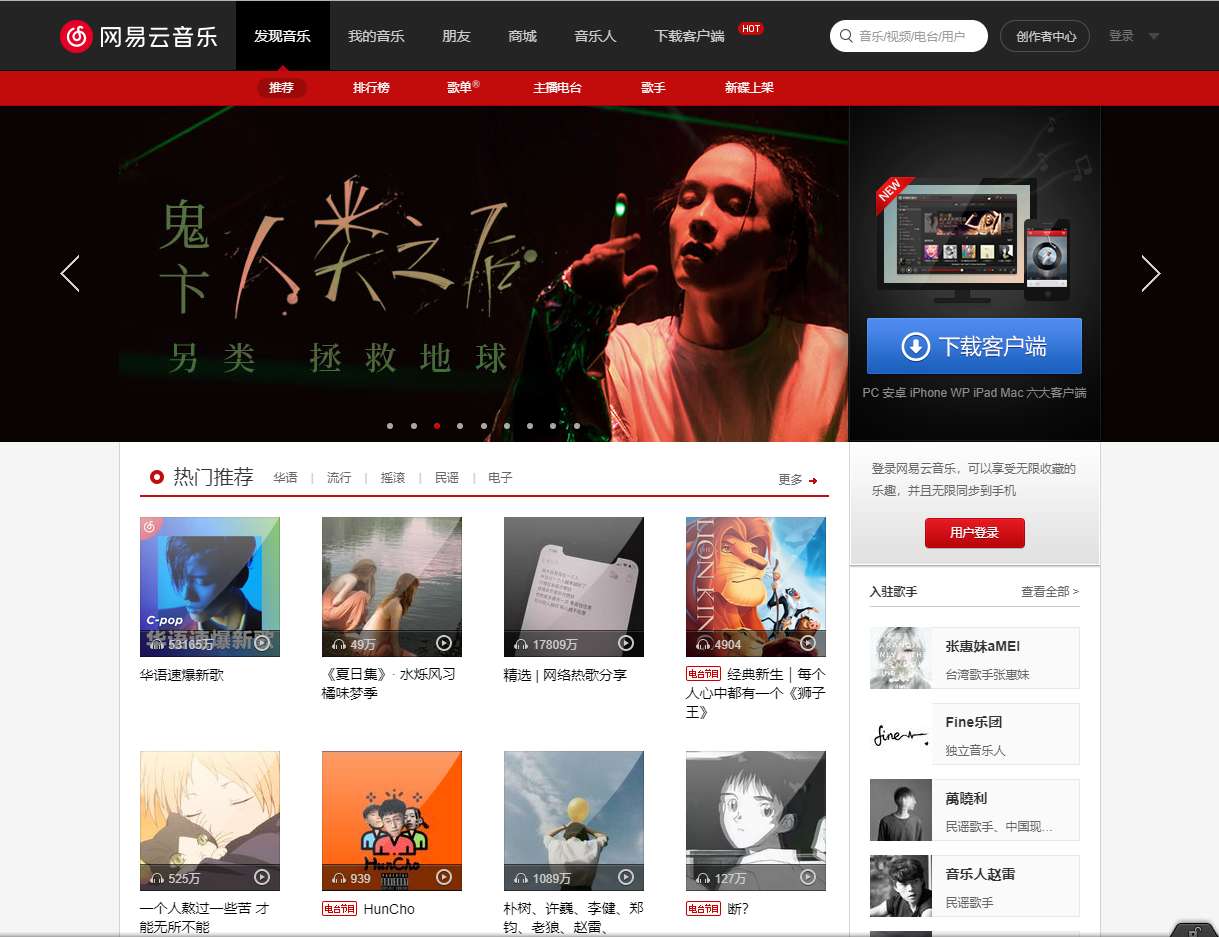 网易云音乐
发现音乐
我的音乐
朋友
商城
音乐人
下载客户端
HOT
音乐/视频/电台/用户
创作者中心
登录
推荐
排行榜
歌单®
主播电台
歌手
新碟上架
鬼卞
人类之后
另类 拯救地球
NEW
下载客户端
PC 安卓 iPhone WP iPad Mac 六大客户端
热门推荐
华语 | 流行 | 摇滚 | 民谣 | 电子
更多
登录网易云音乐，可以享受无限收藏的
乐趣，并且无限同步到手机
用户登录
C-pop
华语速爆新歌
53165万
49万
17809万
LION KING
4904
华语速爆新歌
《夏日集》· 水烁风习
橘味梦季
精选 | 网络热歌分享
电台节目 经典新生 | 每个
人心中都有一个《狮子
王》
入驻歌手
查看全部 >
张惠妹aMEI
台湾歌手张惠妹
Fine乐团
独立音乐人
fine
萬曉利
民谣歌手、中国现...
音乐人赵雷
民谣歌手
525万
HunCho
939
1089万
127万
一个人熬过一些苦 才
能无所不能
电台节目 HunCho
朴树、许巍、李健、郑
钧、老狼、赵雷、
电台节目 断?